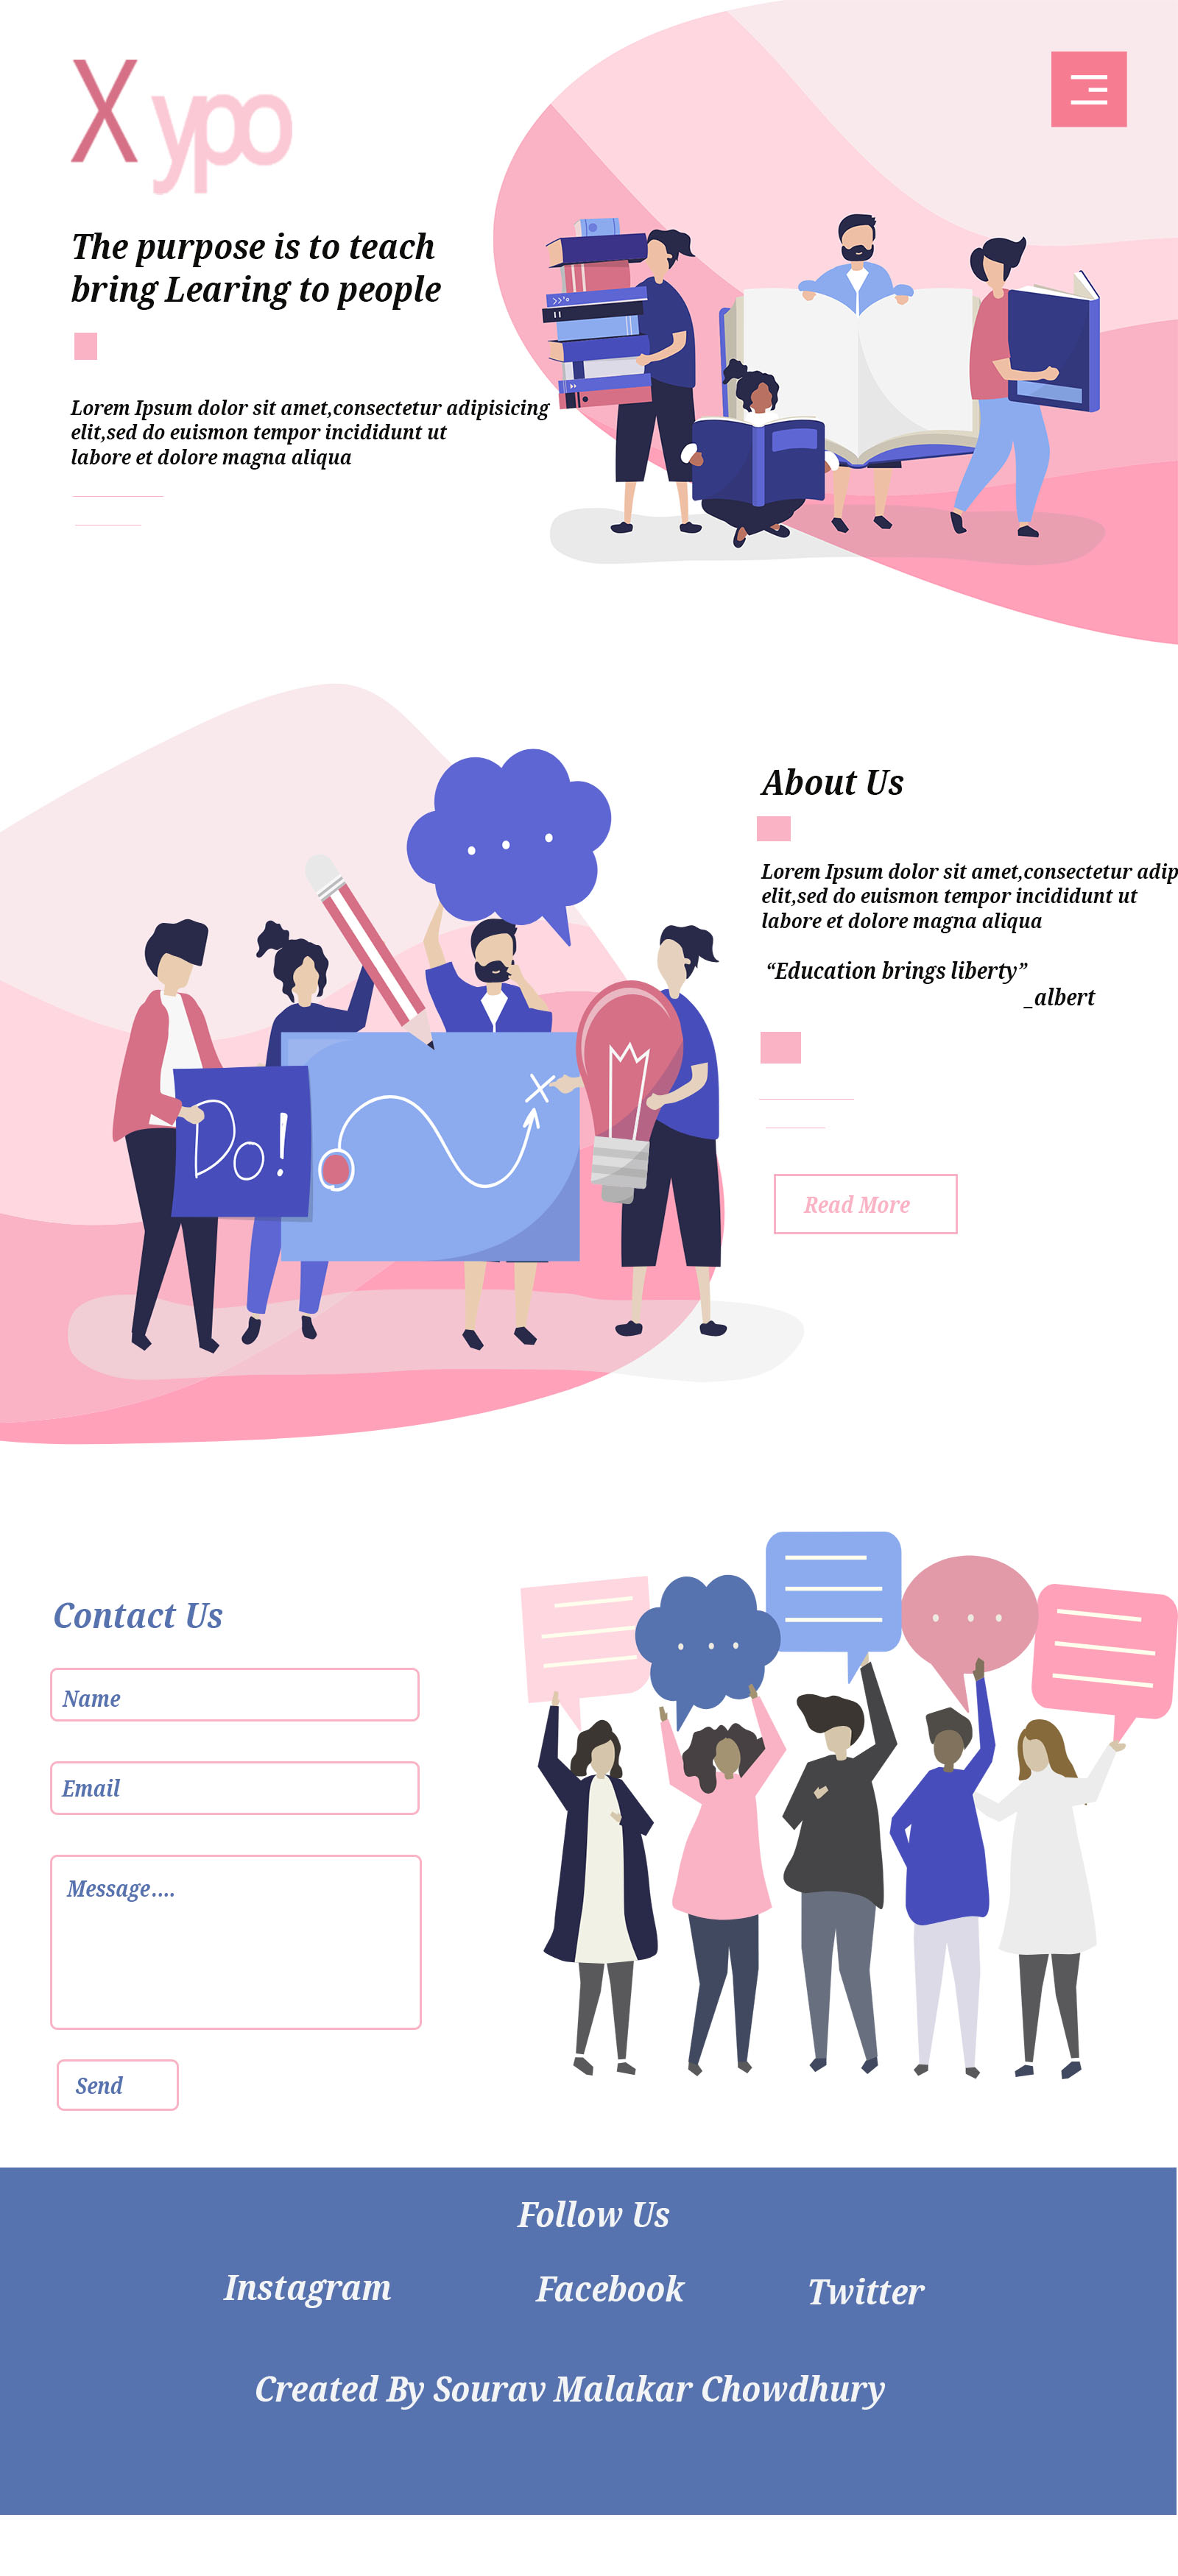 X ypo
The purpose is to teach
bring Learing to people
Lorem Ipsum dolor sit amet,consectetur adipisicing
elit,sed do euismon tempor incididunt ut
labore et dolore magna aliqua
About Us
Lorem Ipsum dolor sit amet,consectetur adip
elit,sed do euismon tempor incididunt ut
labore et dolore magna aliqua
“Education brings liberty”
_albert
Do!
Read More
Contact Us
Name
Email
Message....
Send
Follow Us
Instagram Facebook Twitter
Created By Sourav Malakar Chowdhury